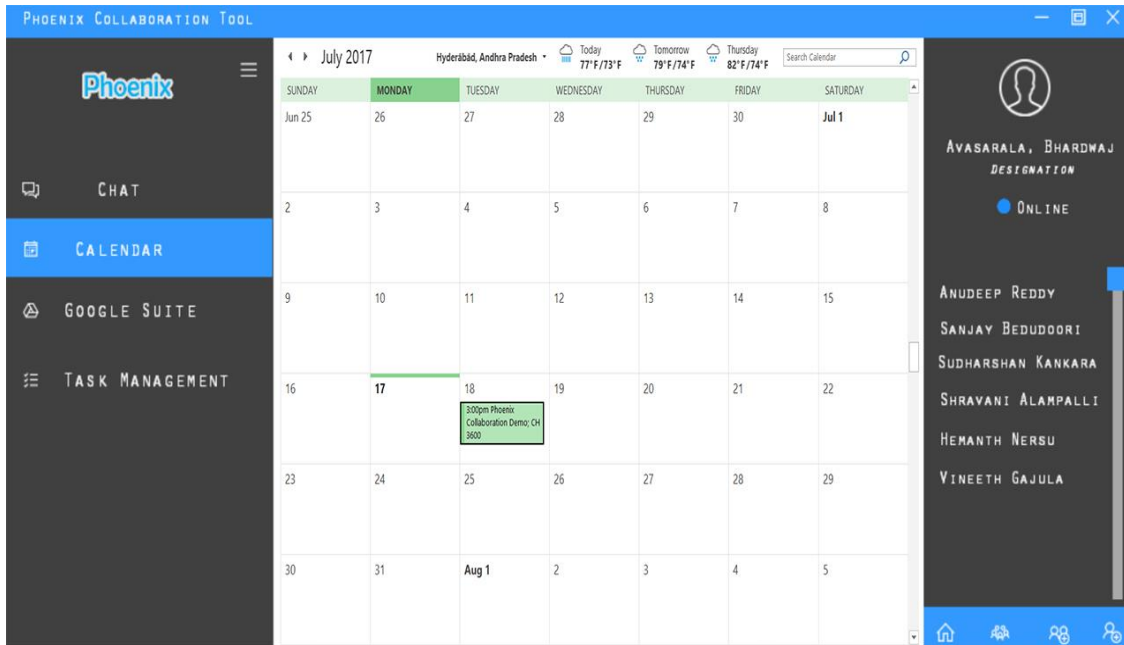 Phoenix Collaboration Tool
Phoenix
Chat
Calendar
Google Suite
Task Management
July 2017
Hyderābād, Andhra Pradesh
Today
77°F/73°F
Tomorrow
79°F/74°F
Thursday
82°F/74°F
Search Calendar
SUNDAY MONDAY TUESDAY WEDNESDAY THURSDAY FRIDAY SATURDAY
Jun 25 26 27 28 29 30 Jul 1
2 3 4 5 6 7 8
9 10 11 12 13 14 15
16 17 18 19 20 21 22
3:00pm Phoenix
Collaboration Demo; CH
3600
23 24 25 26 27 28 29
30 31 Aug 1 2 3 4 5
Avasarala, Bhardwaj
Designation
Online
Anudeep Reddy
Sanjay Bedudoori
Sudharshan Kankara
Shravani Alampalli
Hemanth Nersu
Vineeth Gajula